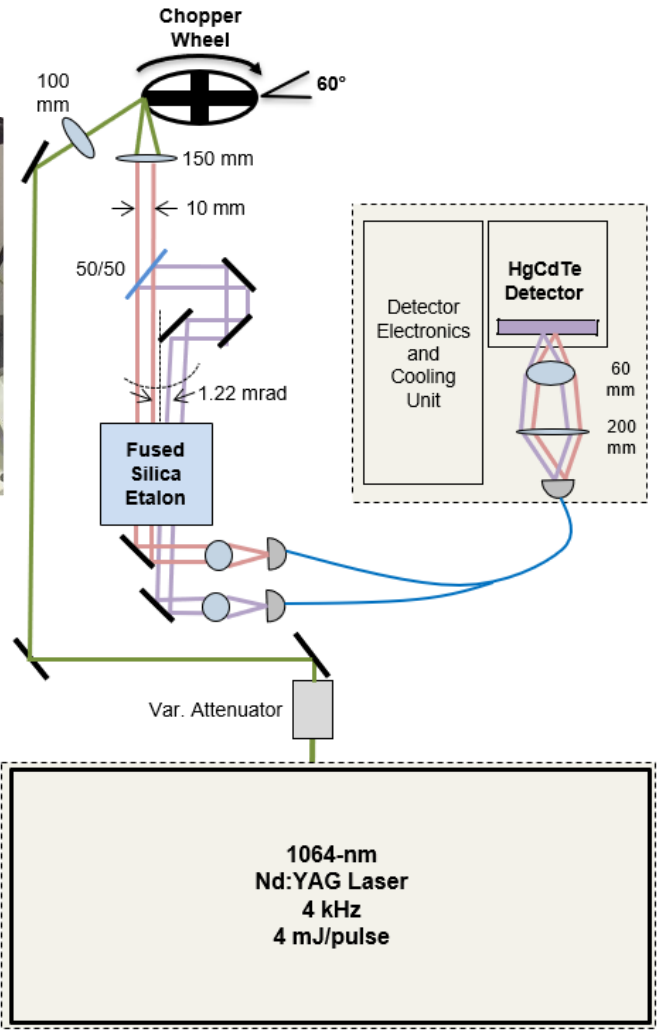 Chopper
Wheel
60°
100
mm
150 mm
10 mm
50/50
1.22 mrad
Fused
Silica
Etalon
Detector
Electronics
and
Cooling
Unit
HgCdTe
Detector
60
mm
200
mm
Var. Attenuator
1064-nm
Nd:YAG Laser
4 kHz
4 mJ/pulse